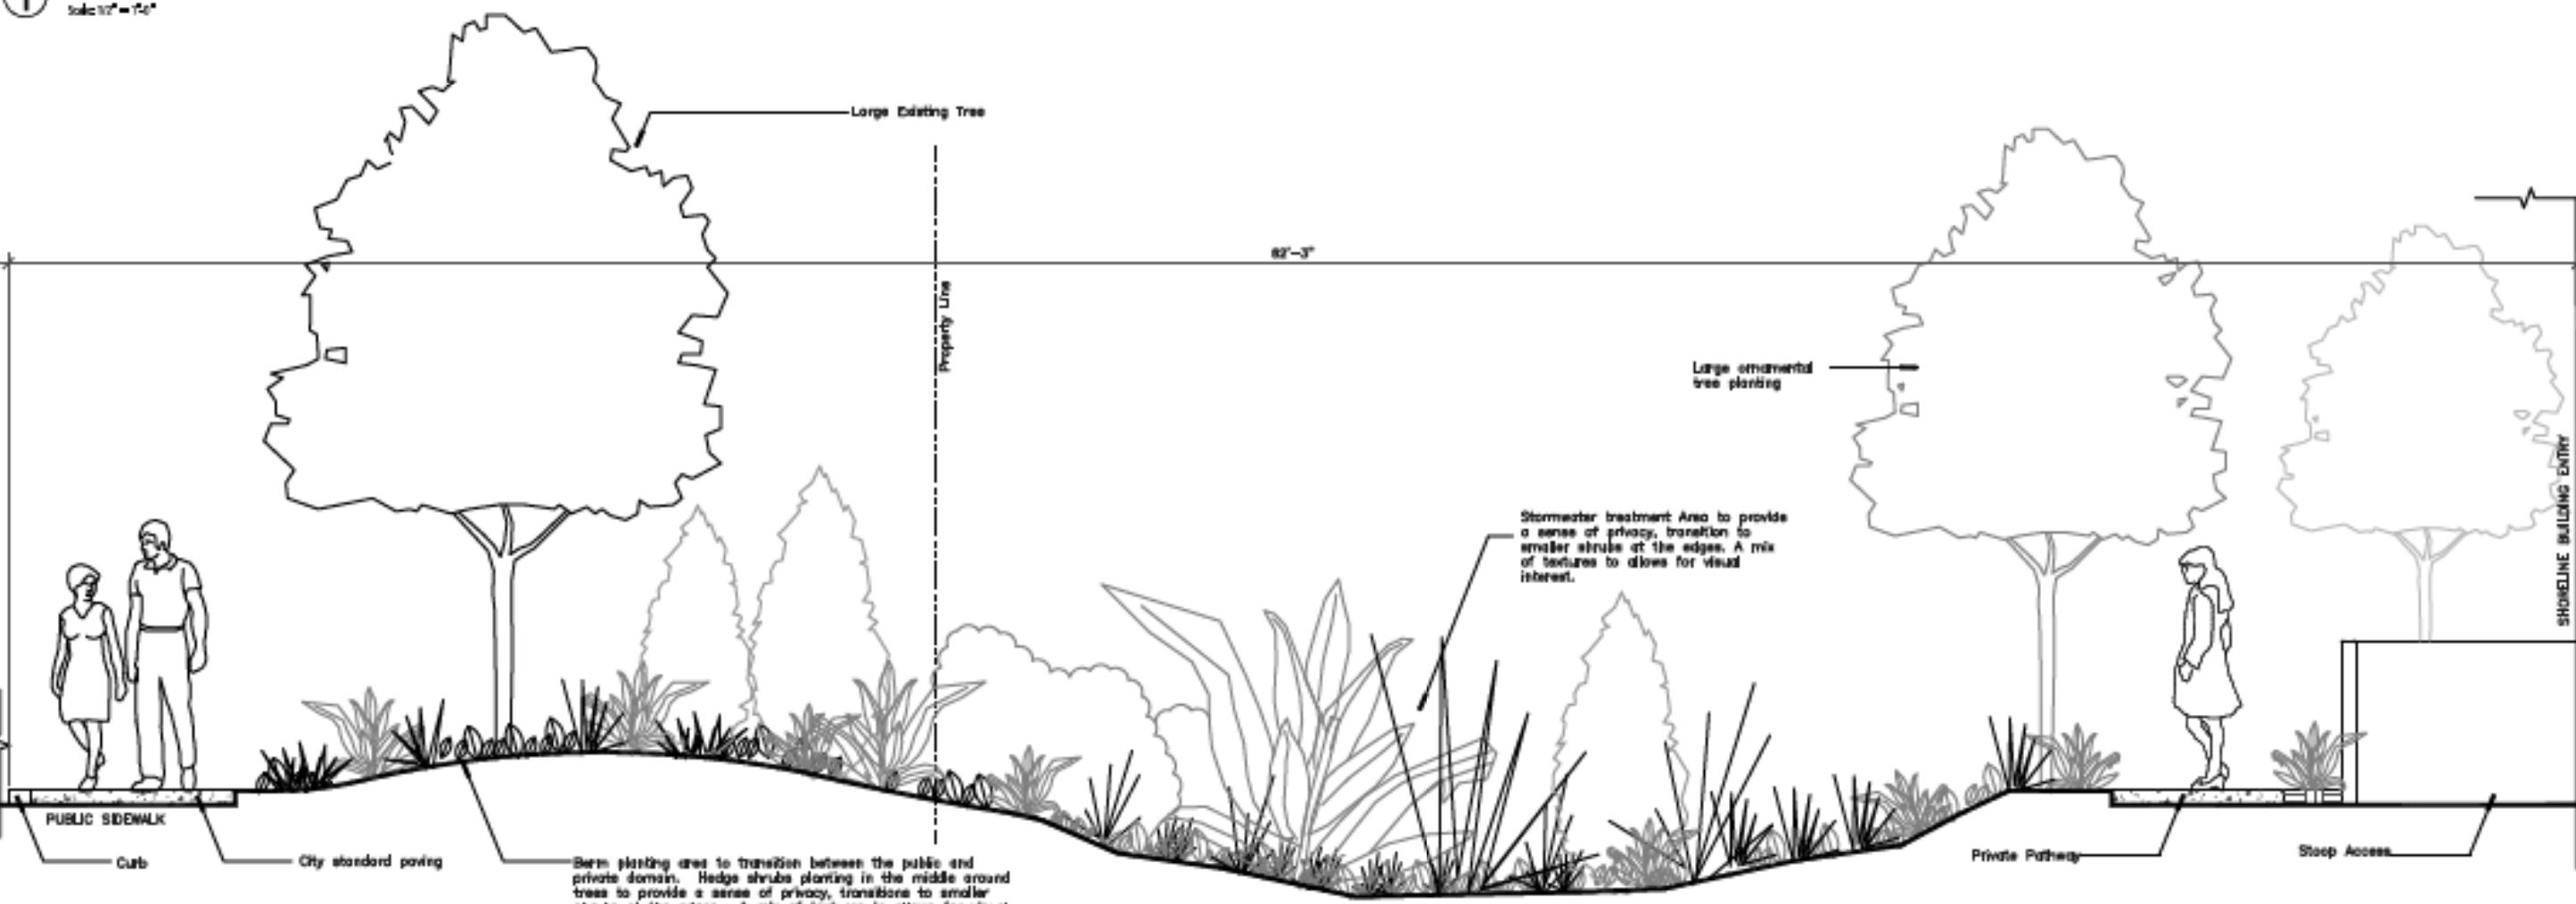 1
Scale: 1/2" = 1'-0"
Large Existing Tree
Property Line
Large ornamental
tree planting
SHORELINE BUILDING ENTRY
Stormwater treatment Area to provide
a sense of privacy, transition to
smaller shrubs at the edges. A mix
of textures to allows for visual
interest.
PUBLIC SIDEWALK
Curb
City standard paving
Berm planting area to transition between the public and
private domain. Hedge shrubs planting in the middle around
trees to provide a sense of privacy, transitions to smaller
Private Pathway
Stoop Access